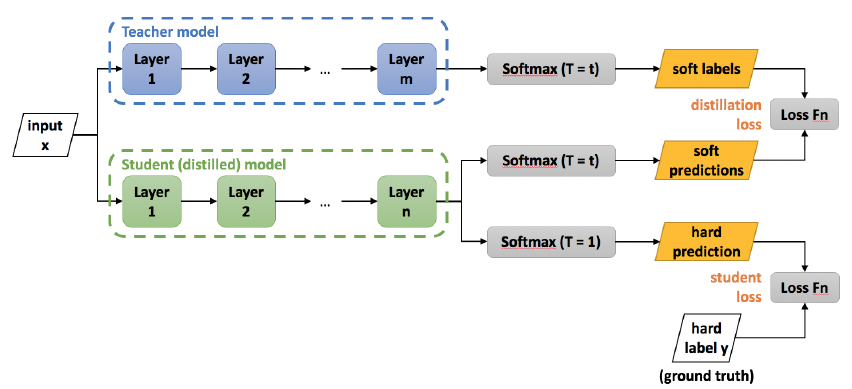 Teacher model
Layer
1
Layer
2
...
Layer
m
Softmax (T = t)
soft labels
distillation
loss
Loss Fn
input
x
Student (distilled) model
Layer
1
Layer
2
...
Layer
n
Softmax (T = t)
soft
predictions
Softmax (T = 1)
hard
prediction
student
loss
Loss Fn
hard
label y
(ground truth)